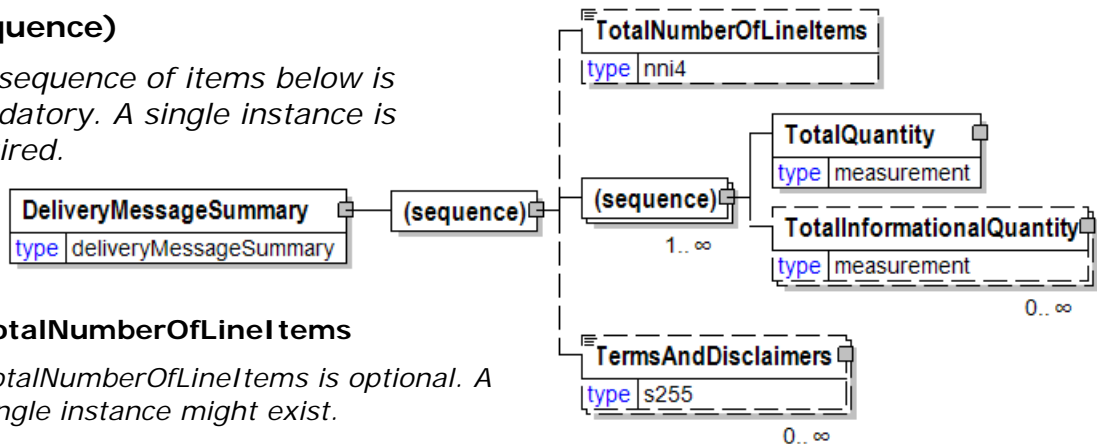 quence)
sequence of items below is
datory. A single instance is
ired.
DeliveryMessageSummary
type deliveryMessageSummary
(sequence)
TotalNumberOfLineItems
type nni4
(sequence)
1.. ∞
TotalQuantity
type measurement
TotalInformationalQuantity
type measurement
0.. ∞
TermsAndDisclaimers
type s255
0.. ∞
otalNumberOfLineItems
otalNumberOfLineItems is optional. A
ngle instance might exist.